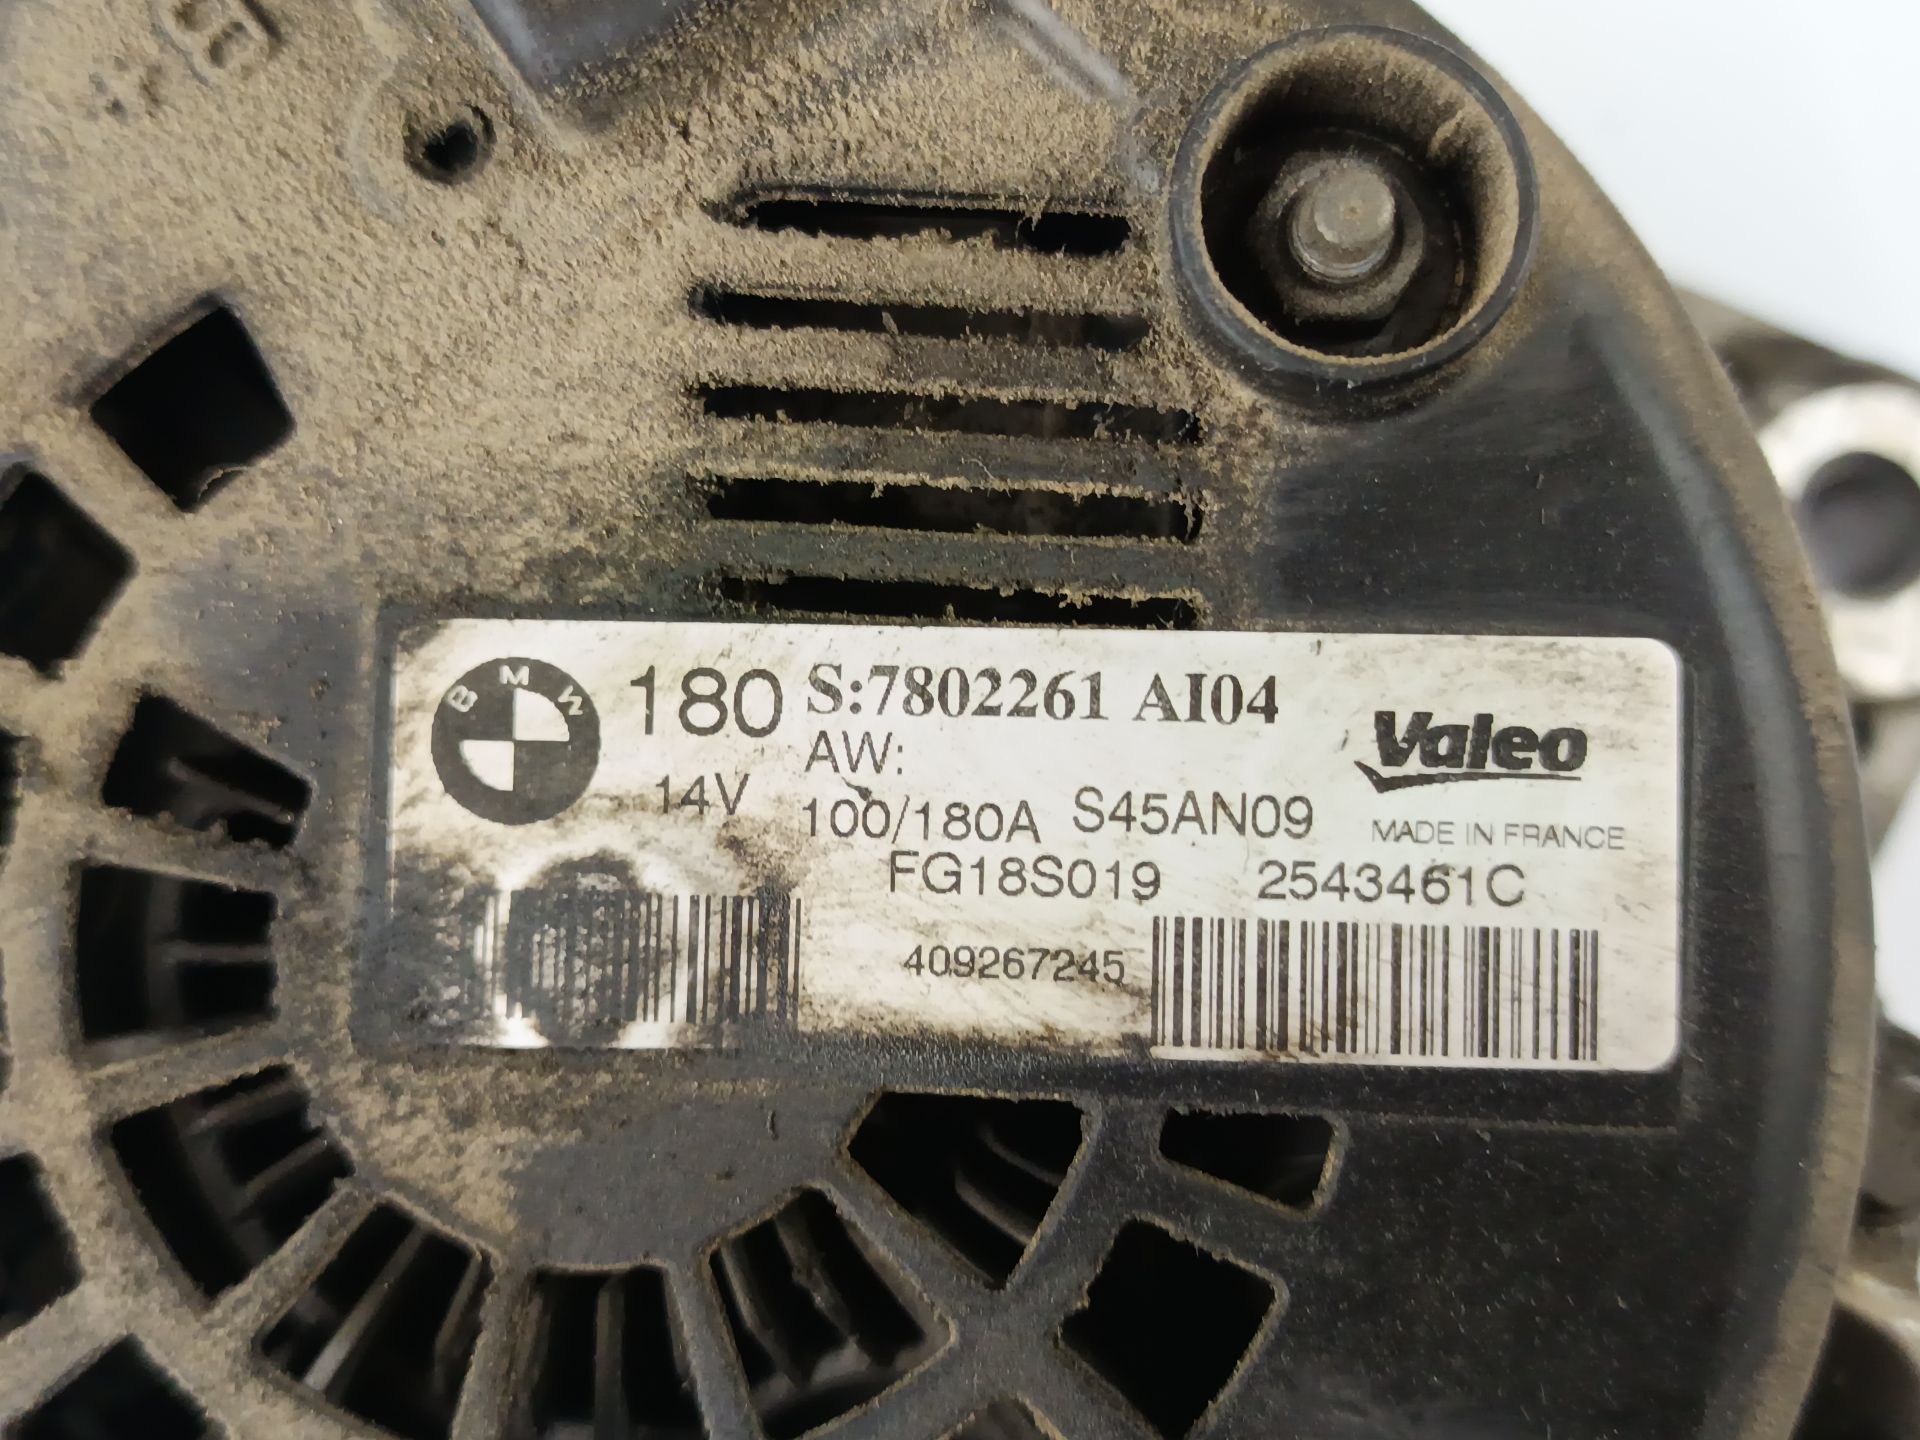 BMW
180 S:7802261 AI04
AW:
14V 100/180A S45AN09
Valeo
MADE IN FRANCE
FG18S019 2543461C
409267245